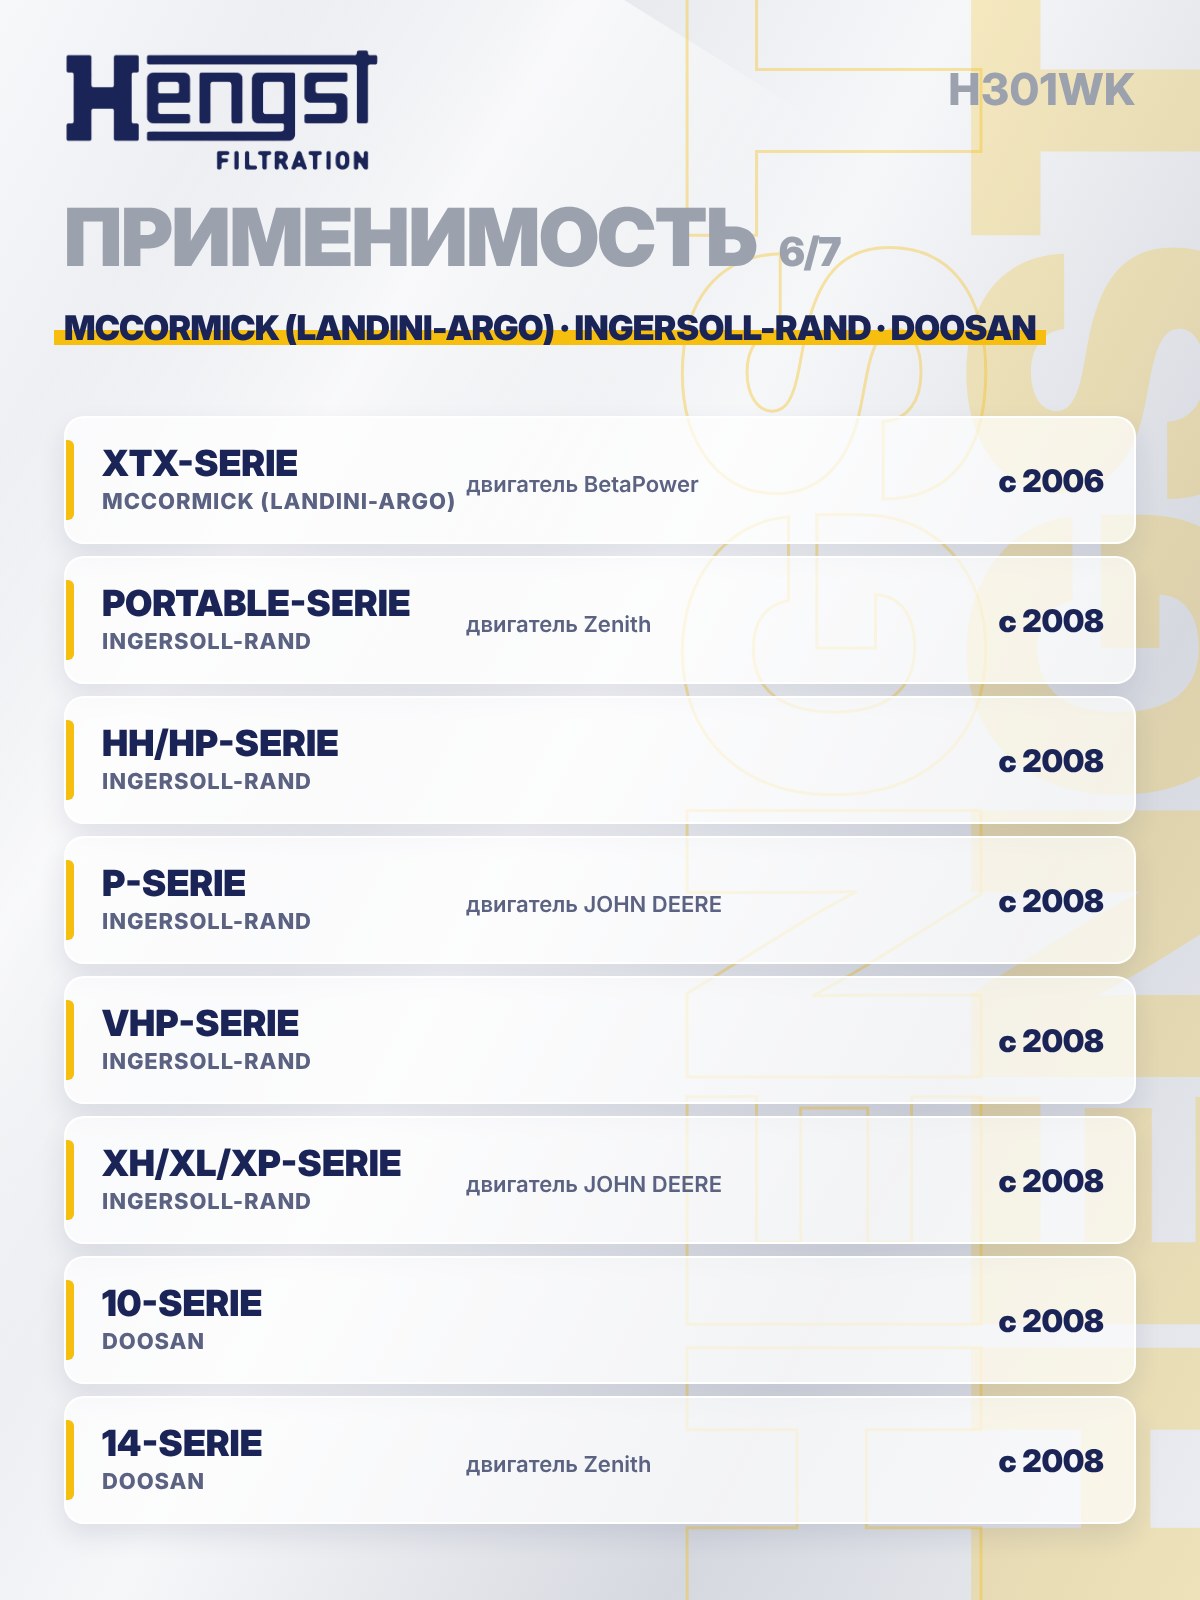 Hengst
FILTRATION
H301WK
ПРИМЕНИМОСТЬ 6/7
MCCORMICK (LANDINI-ARGO) · INGERSOLL-RAND · DOOSAN
XTX-SERIE
MCCORMICK (LANDINI-ARGO)
двигатель BetaPower
с 2006
PORTABLE-SERIE
INGERSOLL-RAND
двигатель Zenith
с 2008
HH/HP-SERIE
INGERSOLL-RAND
с 2008
P-SERIE
INGERSOLL-RAND
двигатель JOHN DEERE
с 2008
VHP-SERIE
INGERSOLL-RAND
с 2008
XH/XL/XP-SERIE
INGERSOLL-RAND
двигатель JOHN DEERE
с 2008
10-SERIE
DOOSAN
с 2008
14-SERIE
DOOSAN
двигатель Zenith
с 2008
HENGST
HENGST